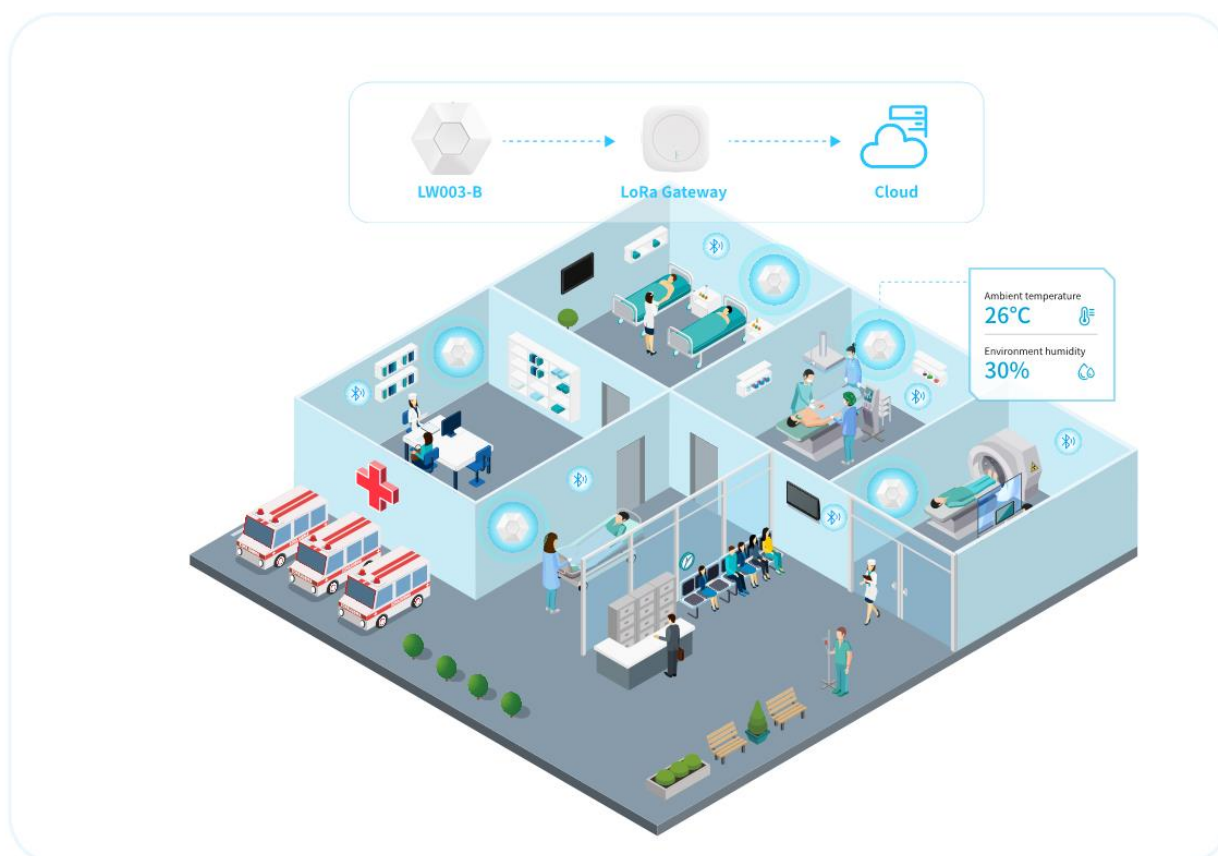 LW003-B
LoRa Gateway
Cloud
Ambient temperature
26°C
Environment humidity
30%